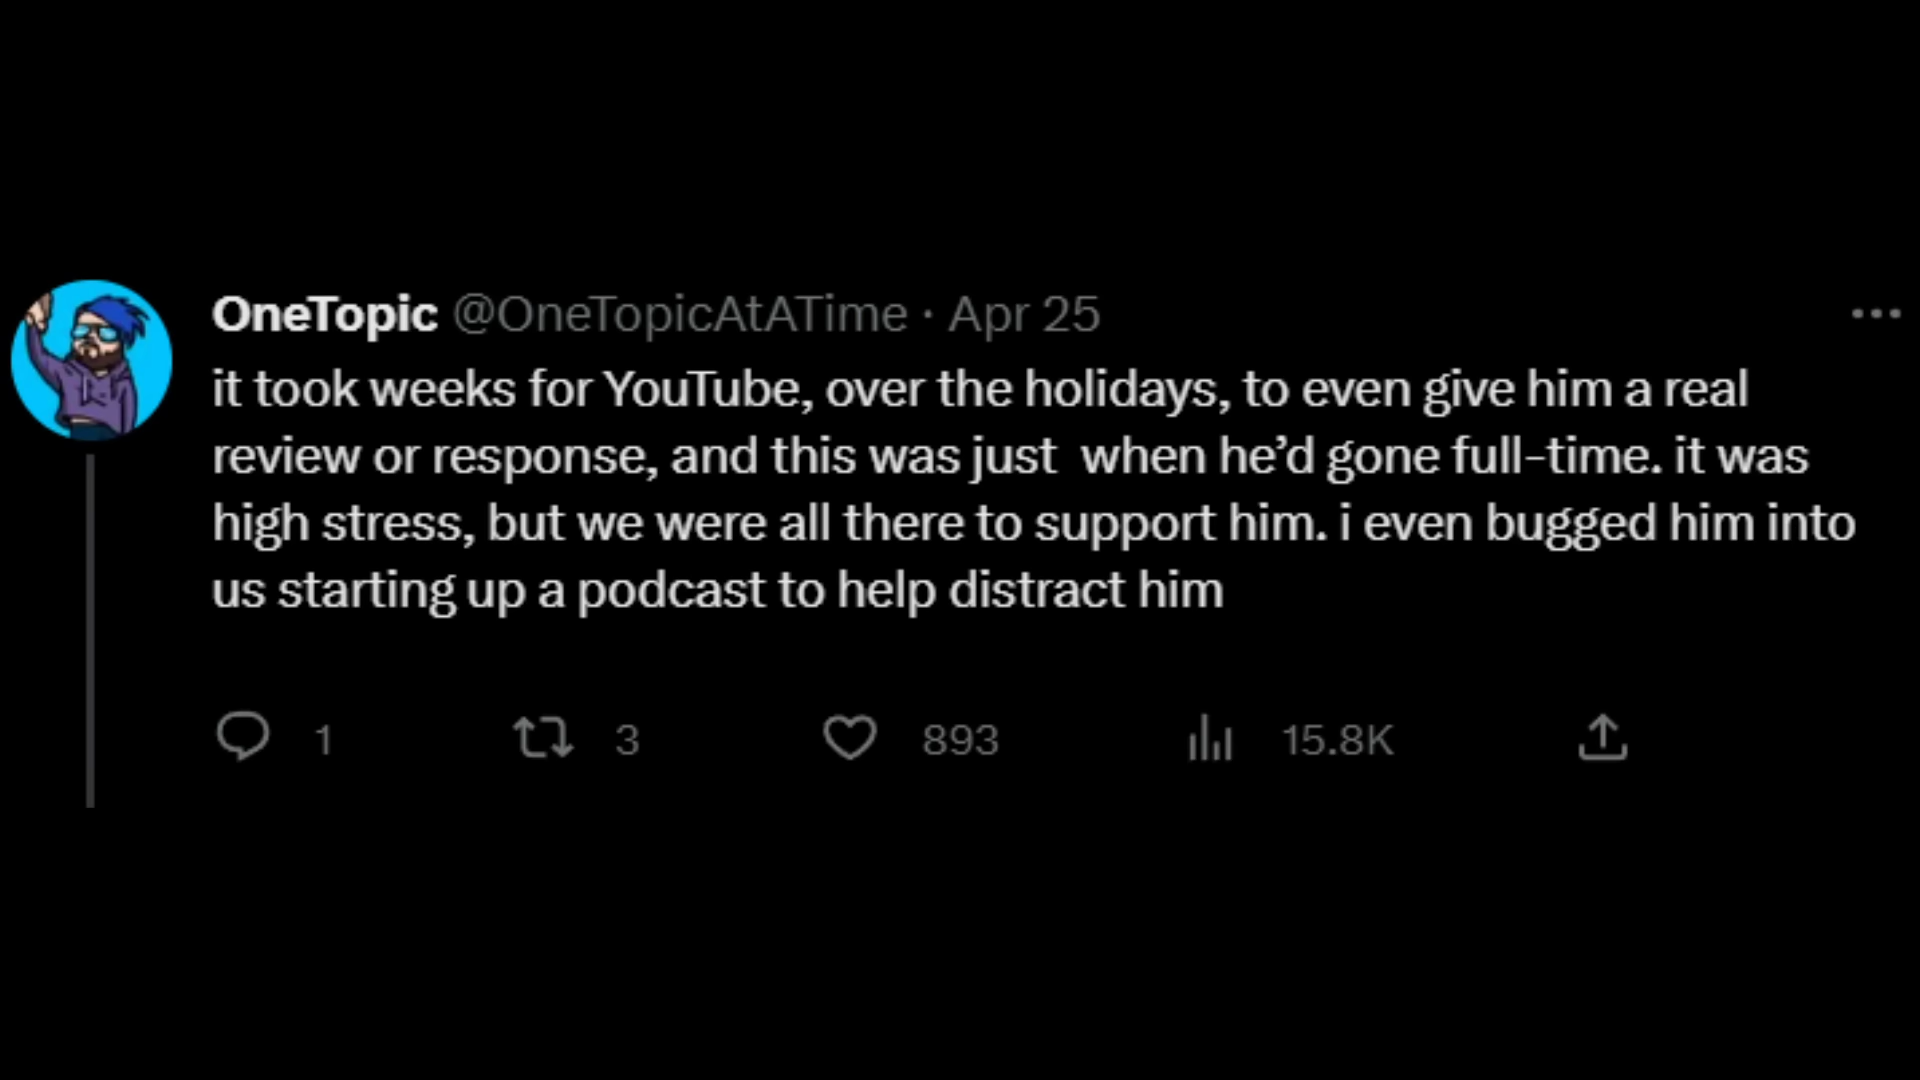 OneTopic @OneTopicAtATime · Apr 25
it took weeks for YouTube, over the holidays, to even give him a real
review or response, and this was just  when he’d gone full-time. it was
high stress, but we were all there to support him. i even bugged him into
us starting up a podcast to help distract him
1 3 893 15.8K